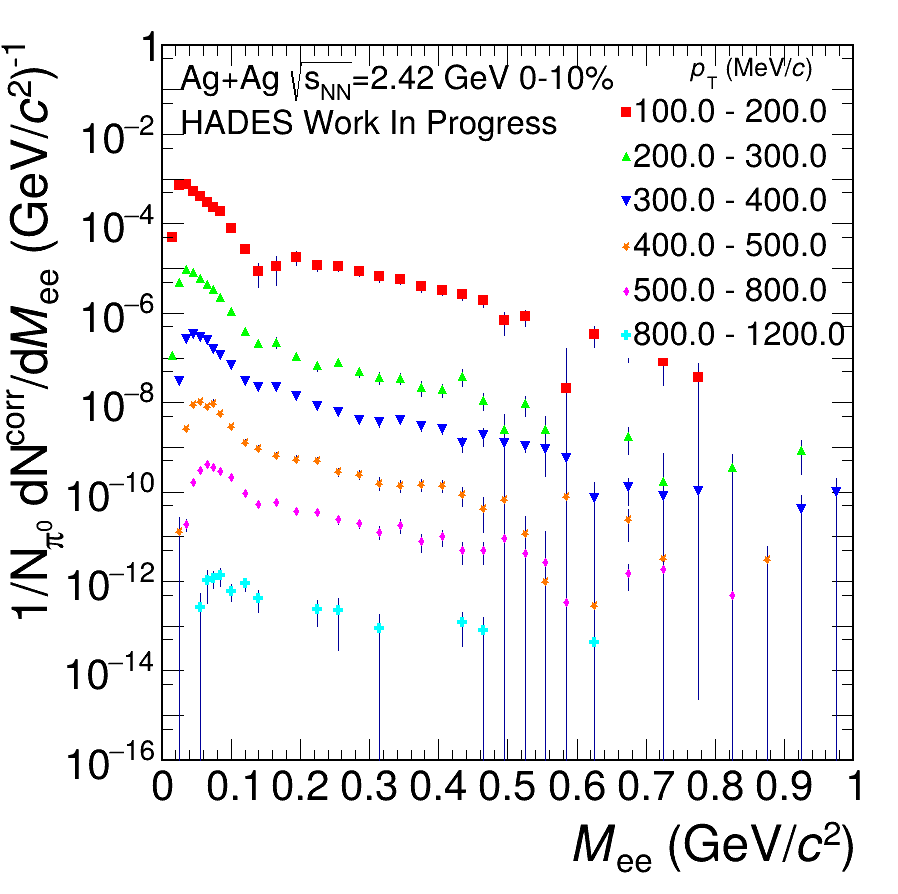 1/Nπ0 dNcorr/dMee (GeV/c2)-1
Ag+Ag √sNN=2.42 GeV 0-10%
HADES Work In Progress
pT (MeV/c)
100.0 - 200.0
200.0 - 300.0
300.0 - 400.0
400.0 - 500.0
500.0 - 800.0
800.0 - 1200.0
1
10−2
10−4
10−6
10−8
10−10
10−12
10−14
10−16
0 0.1 0.2 0.3 0.4 0.5 0.6 0.7 0.8 0.9 1
Mee (GeV/c2)